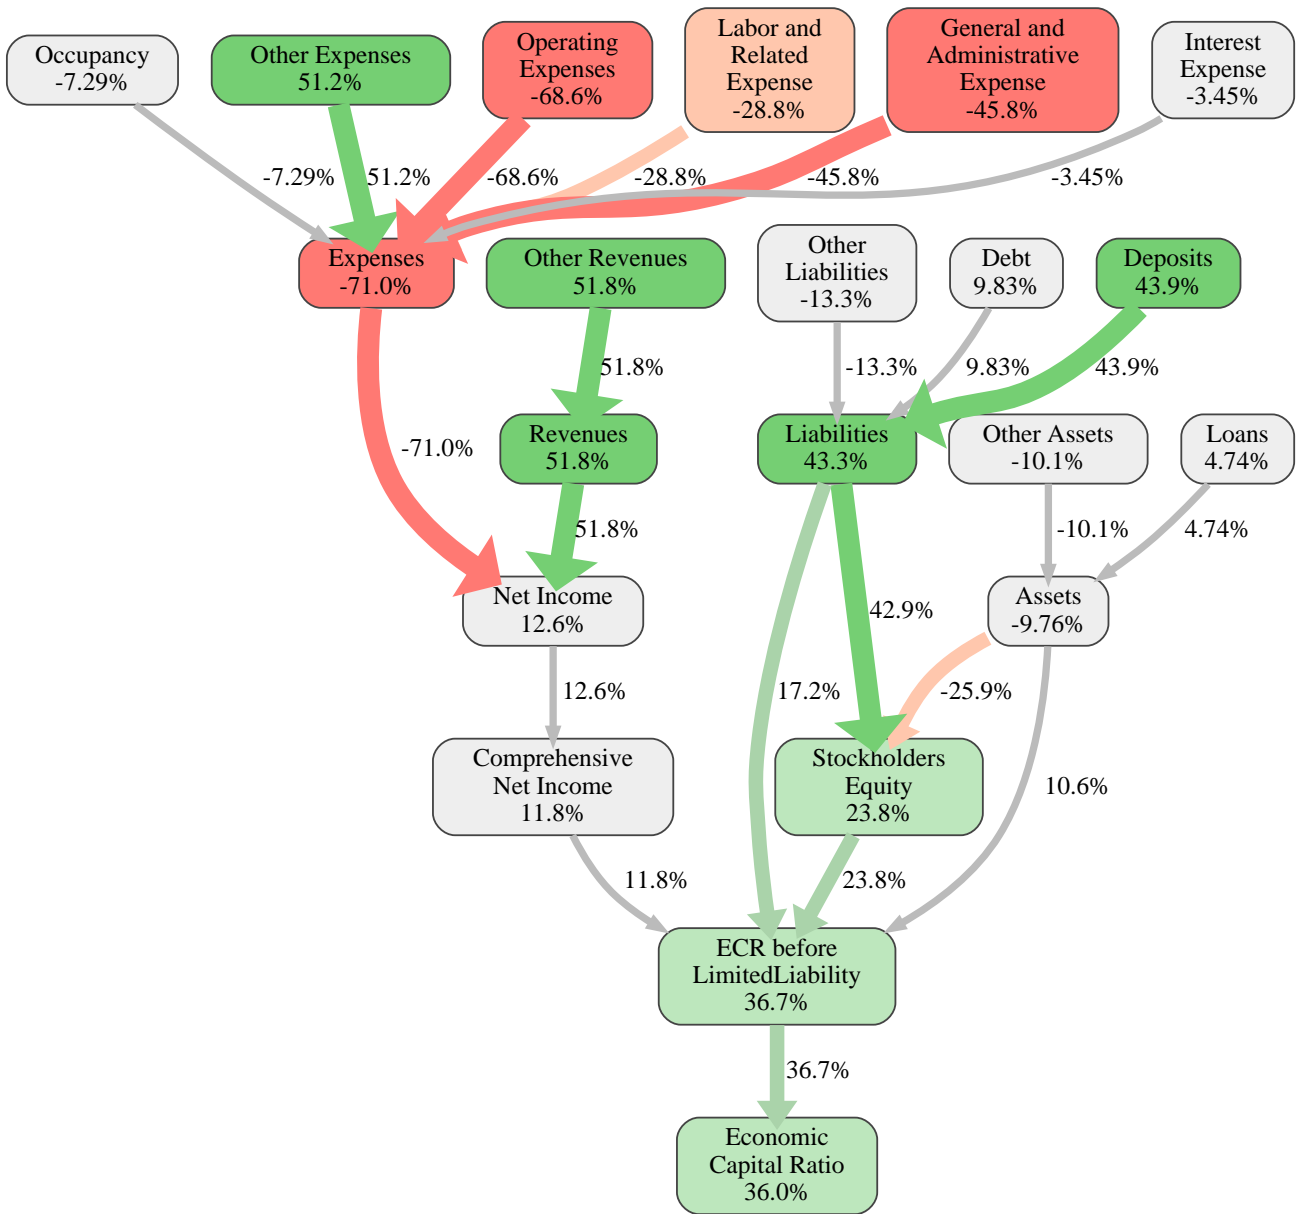 Occupancy
-7.29%
Other Expenses
51.2%
Operating
Expenses
-68.6%
Labor and
Related
Expense
-28.8%
General and
Administrative
Expense
-45.8%
Interest
Expense
-3.45%
-7.29%
51.2%
-68.6%
-28.8%
-45.8%
-3.45%
Expenses
-71.0%
Other Revenues
51.8%
Other
Liabilities
-13.3%
Debt
9.83%
Deposits
43.9%
51.8%
-13.3%
9.83%
43.9%
-71.0%
Revenues
51.8%
Liabilities
43.3%
Other Assets
-10.1%
Loans
4.74%
51.8%
-10.1%
4.74%
Net Income
12.6%
42.9%
Assets
-9.76%
12.6%
17.2%
-25.9%
Comprehensive
Net Income
11.8%
Stockholders
Equity
23.8%
10.6%
11.8%
23.8%
ECR before
LimitedLiability
36.7%
36.7%
Economic
Capital Ratio
36.0%